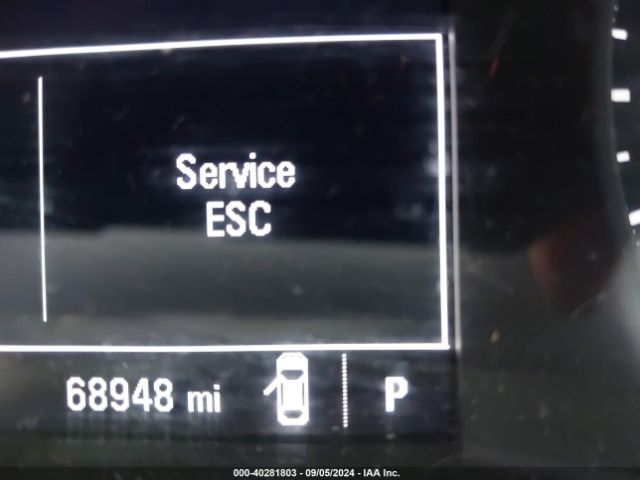 Service
ESC
68948 mi
P
000-40281803 - 09/05/2024 - IAA Inc.